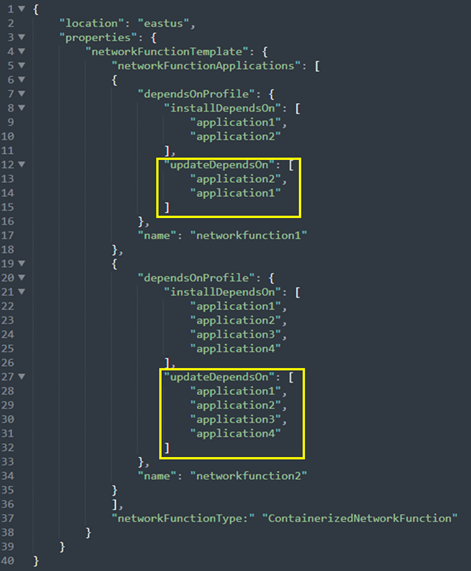 1 {
2 "location": "eastus",
3 "properties": {
4 "networkFunctionTemplate": {
5 "networkFunctionApplications": [
6 {
7 "dependsOnProfile": {
8 "installDependsOn": [
9 "application1",
10 "application2"
11 ],
12 "updateDependsOn": [
13 "application2",
14 "application1"
15 ]
16 },
17 "name": "networkfunction1"
18 },
19 {
20 "dependsOnProfile": {
21 "installDependsOn": [
22 "application1",
23 "application2",
24 "application3",
25 "application4"
26 ],
27 "updateDependsOn": [
28 "application1",
29 "application2",
30 "application3",
31 "application4"
32 ]
33 },
34 "name": "networkfunction2"
35 }
36 ],
37 "networkFunctionType:" "ContainerizedNetworkFunction"
38 }
39 }
40 }